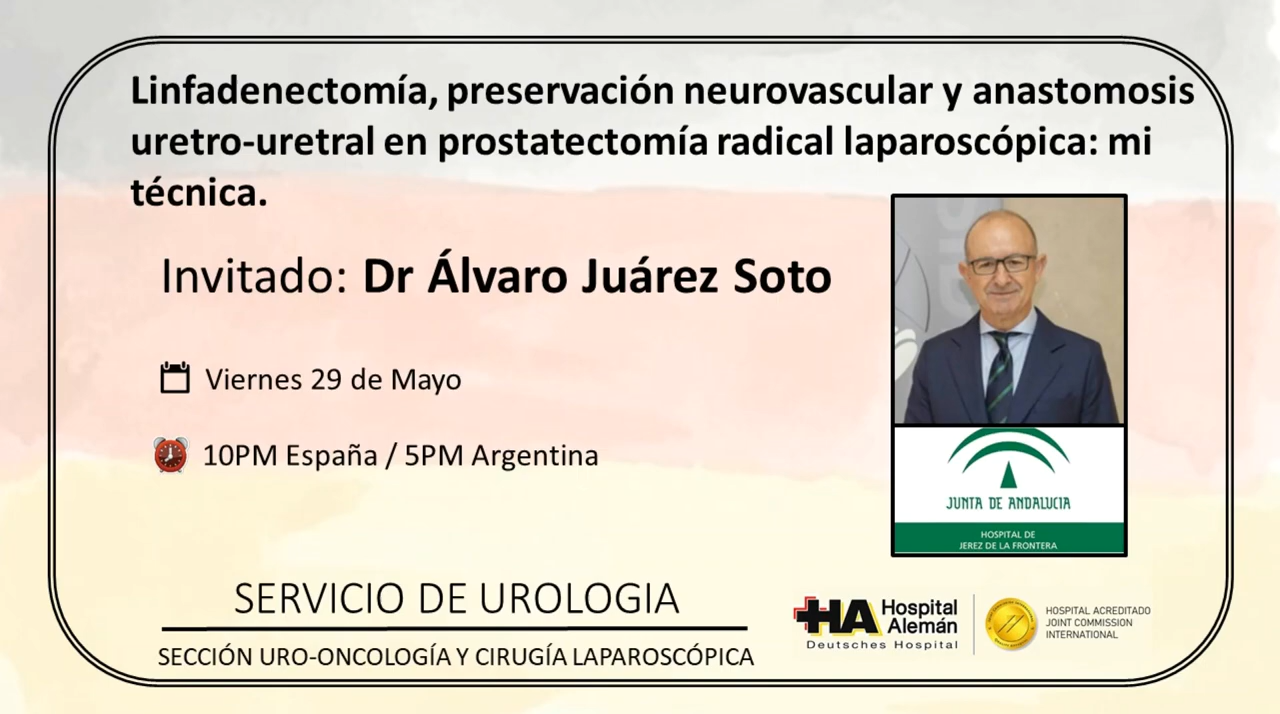 Linfadenectomía, preservación neurovascular y anastomosis
uretro-uretral en prostatectomía radical laparoscópica: mi
técnica.
Invitado: Dr Álvaro Juárez Soto
Viernes 29 de Mayo
10PM España / 5PM Argentina
JUNTA DE ANDALUCIA
HOSPITAL DE
JEREZ DE LA FRONTERA
SERVICIO DE UROLOGIA
SECCIÓN URO-ONCOLOGÍA Y CIRUGÍA LAPAROSCÓPICA
HA Hospital
Alemán
Deutsches Hospital
HOSPITAL ACREDITADO
JOINT COMMISSION
INTERNATIONAL